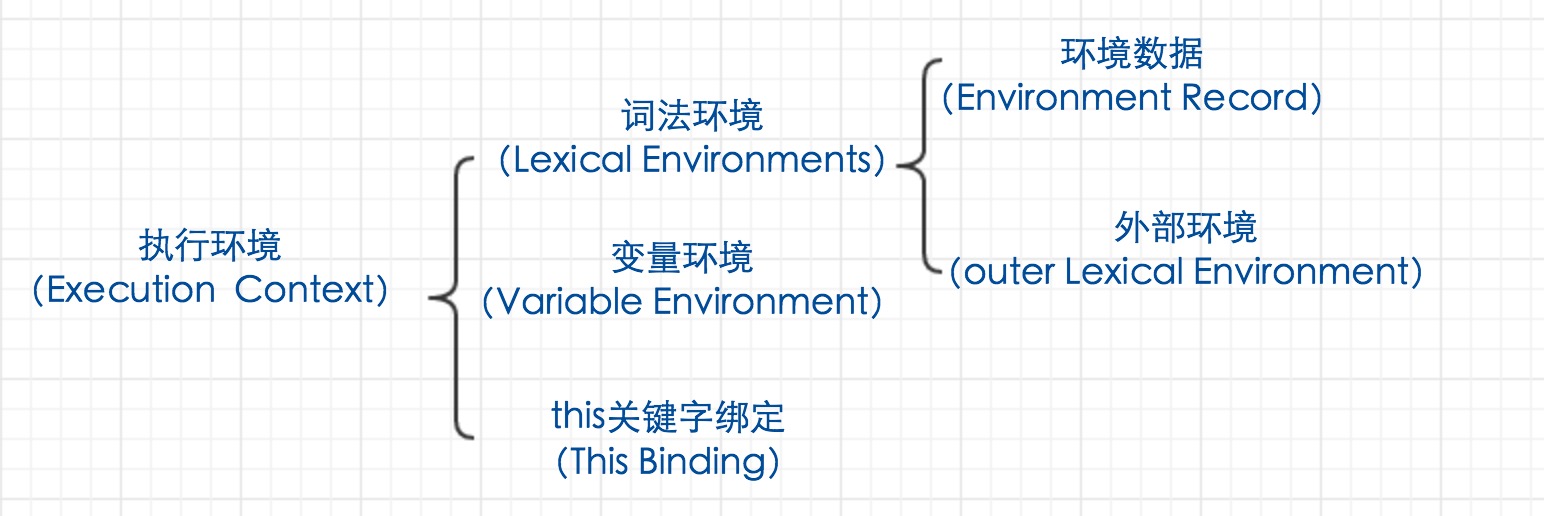 环境数据
(Environment Record)
词法环境
(Lexical Environments)
外部环境
(outer Lexical Environment)
执行环境
(Execution  Context)
变量环境
(Variable Environment)
this关键字绑定
(This Binding)